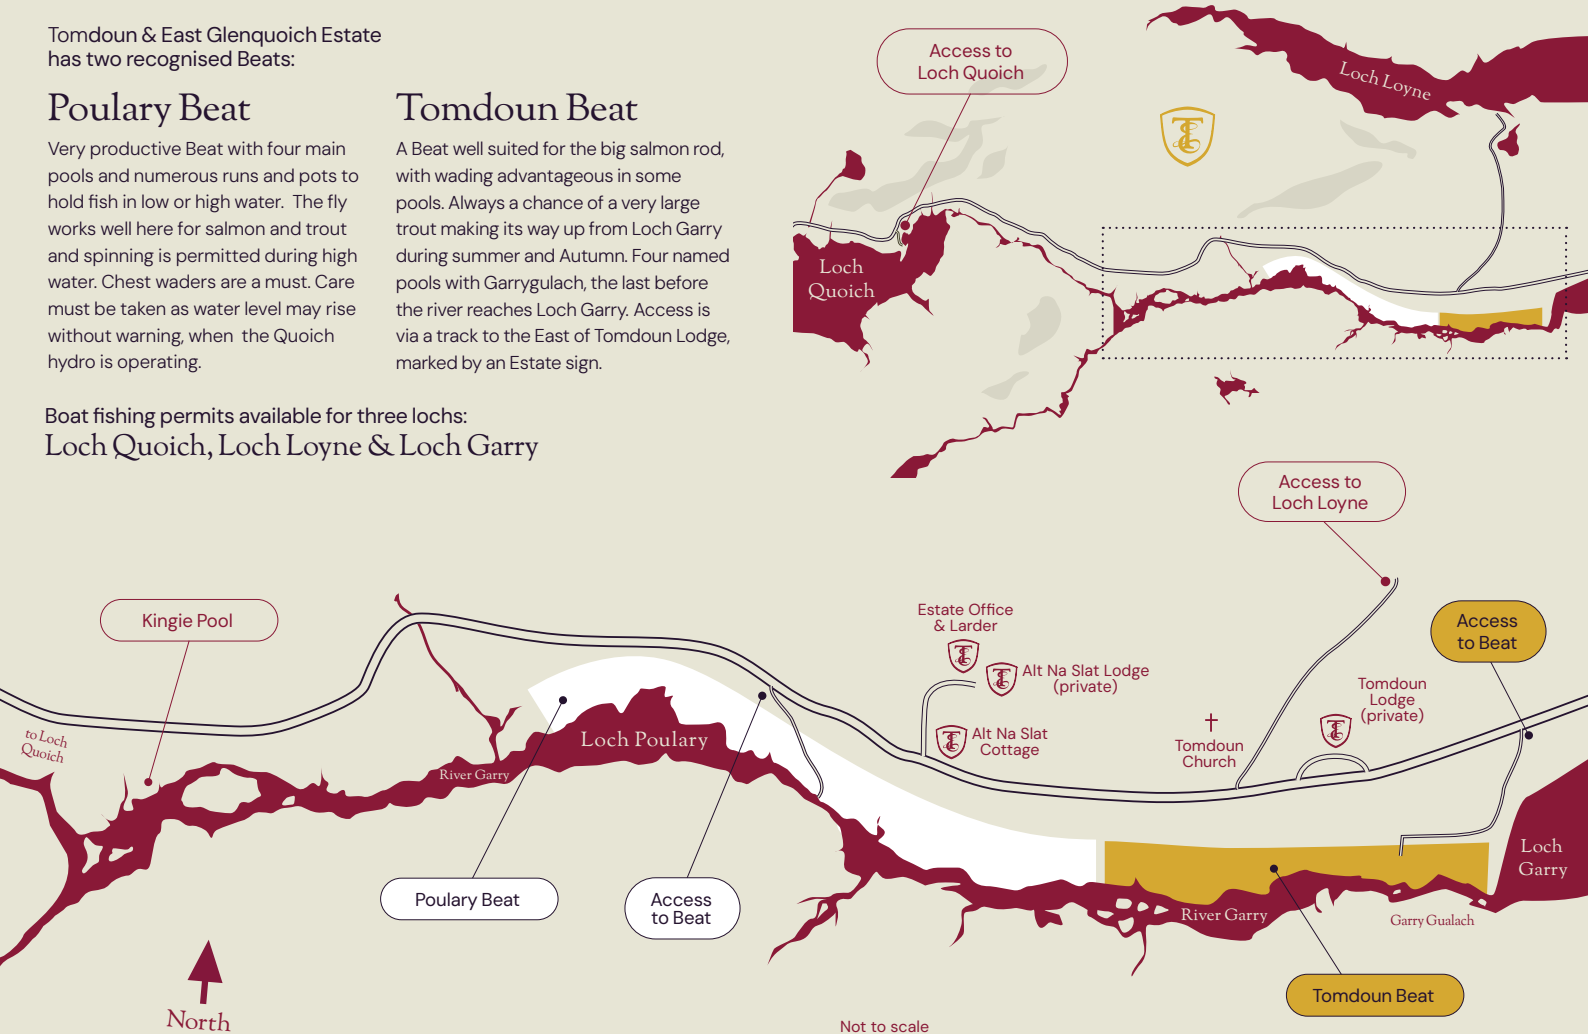 Tomdoun & East Glenquoich Estate
has two recognised Beats:
Poulary Beat
Very productive Beat with four main
pools and numerous runs and pots to
hold fish in low or high water.  The fly
works well here for salmon and trout
and spinning is permitted during high
water. Chest waders are a must. Care
must be taken as water level may rise
without warning, when  the Quoich
hydro is operating.
Tomdoun Beat
A Beat well suited for the big salmon rod,
with wading advantageous in some
pools. Always a chance of a very large
trout making its way up from Loch Garry
during summer and Autumn. Four named
pools with Garrygulach, the last before
the river reaches Loch Garry. Access is
via a track to the East of Tomdoun Lodge,
marked by an Estate sign.
Boat fishing permits available for three lochs:
Loch Quoich, Loch Loyne & Loch Garry
Access to
Loch Quoich
Loch Loyne
Loch
Quoich
Access to
Loch Loyne
Kingie Pool
Estate Office
& Larder
Alt Na Slat Lodge
(private)
Alt Na Slat
Cottage
Access
to Beat
Tomdoun
Lodge
(private)
Tomdoun
Church
to Loch
Quoich
River Garry
Loch Poulary
Loch
Garry
Poulary Beat
Access
to Beat
River Garry
Garry Gualach
Tomdoun Beat
North
Not to scale